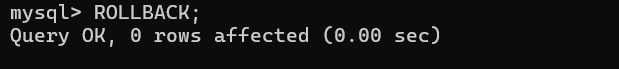 mysql> ROLLBACK;
Query OK, 0 rows affected (0.00 sec)